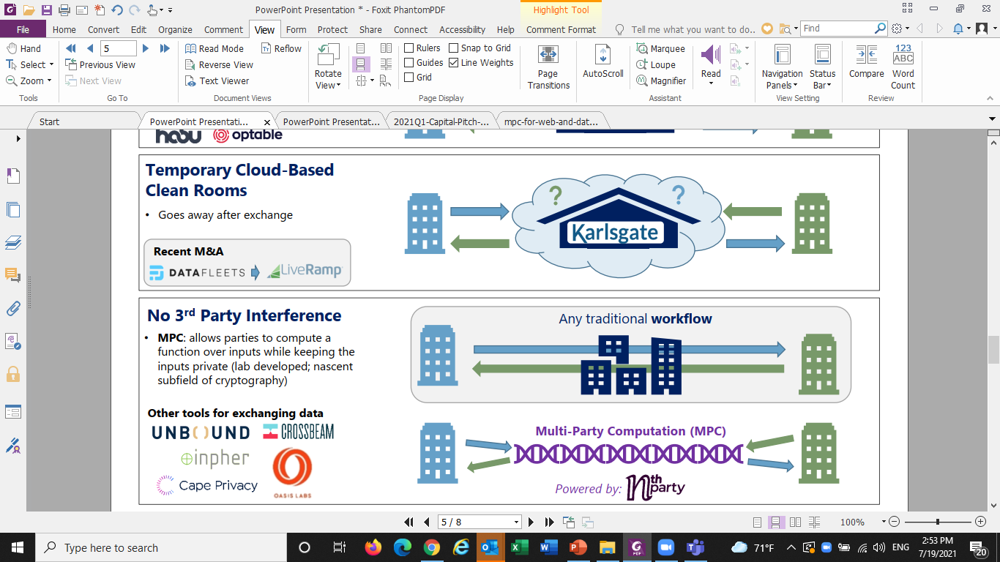 PowerPoint Presentation * - Foxit PhantomPDF
Highlight Tool
File
Home
Convert
Edit
Organize
Comment
View
Form
Protect
Share
Connect
Accessibility
Help
Comment Format
Tell me what you want to do..
Find
Hand
Select
Zoom
Tools
5
Previous View
Next View
Go To
Read Mode
Reverse View
Text Viewer
Reflow
Document Views
Rotate
View
Rulers
Guides
Grid
Snap to Grid
Line Weights
Page Display
Page
Transitions
AutoScroll
Marquee
Loupe
Magnifier
Read
Assistant
Navigation
Panels
Status
Bar
View Setting
Compare
123
ABC
Word
Count
Review
Start
PowerPoint Presentati...
PowerPoint Presentat...
2021Q1-Capital-Pitch-...
mpc-for-web-and-dat...
optable
Temporary Cloud-Based
Clean Rooms
• Goes away after exchange
Recent M&A
DATAFLEETS
LiveRamp
? ?
Karlsgate
No 3rd Party Interference
• MPC: allows parties to compute a
function over inputs while keeping the
inputs private (lab developed; nascent
subfield of cryptography)
Other tools for exchanging data
UNBOUND
CROSSBEAM
inpher
Cape Privacy
OASIS LABS
Any traditional workflow
Multi-Party Computation (MPC)
Powered by: nth party
5 / 8
100%
Type here to search
71°F
ENG
2:53 PM
7/19/2021
20